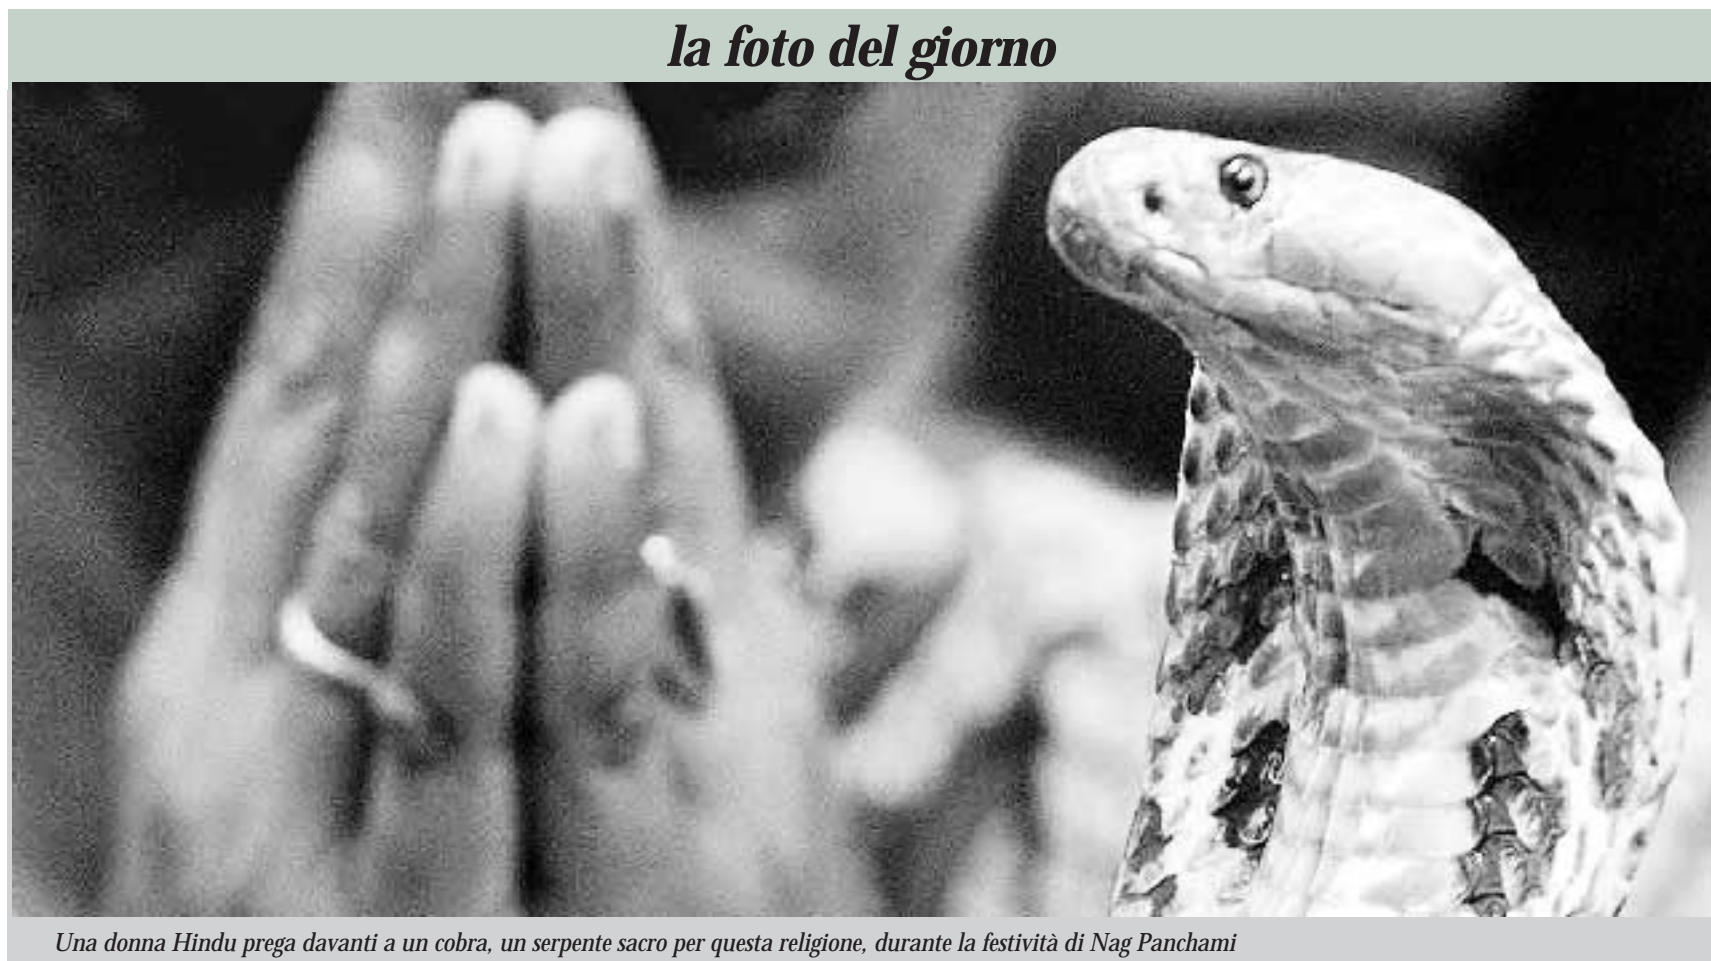 la foto del giorno
Una donna Hindu prega davanti a un cobra, un serpente sacro per questa religione, durante la festività di Nag Panchami